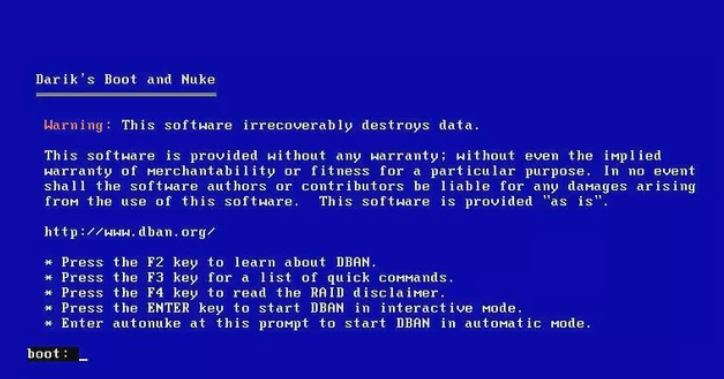 Darik's Boot and Nuke
Warning: This software irrecoverably destroys data.
This software is provided without any warranty; without even the implied
warranty of merchantability or fitness for a particular purpose. In no event
shall the software authors or contributors be liable for any damages arising
from the use of this software.  This software is provided "as is".
http://www.dban.org/
* Press the F2 key to learn about DBAN.
* Press the F3 key for a list of quick commands.
* Press the F4 key to read the RAID disclaimer.
* Press the ENTER key to start DBAN in interactive mode.
* Enter autonuke at this prompt to start DBAN in automatic mode.
boot: _